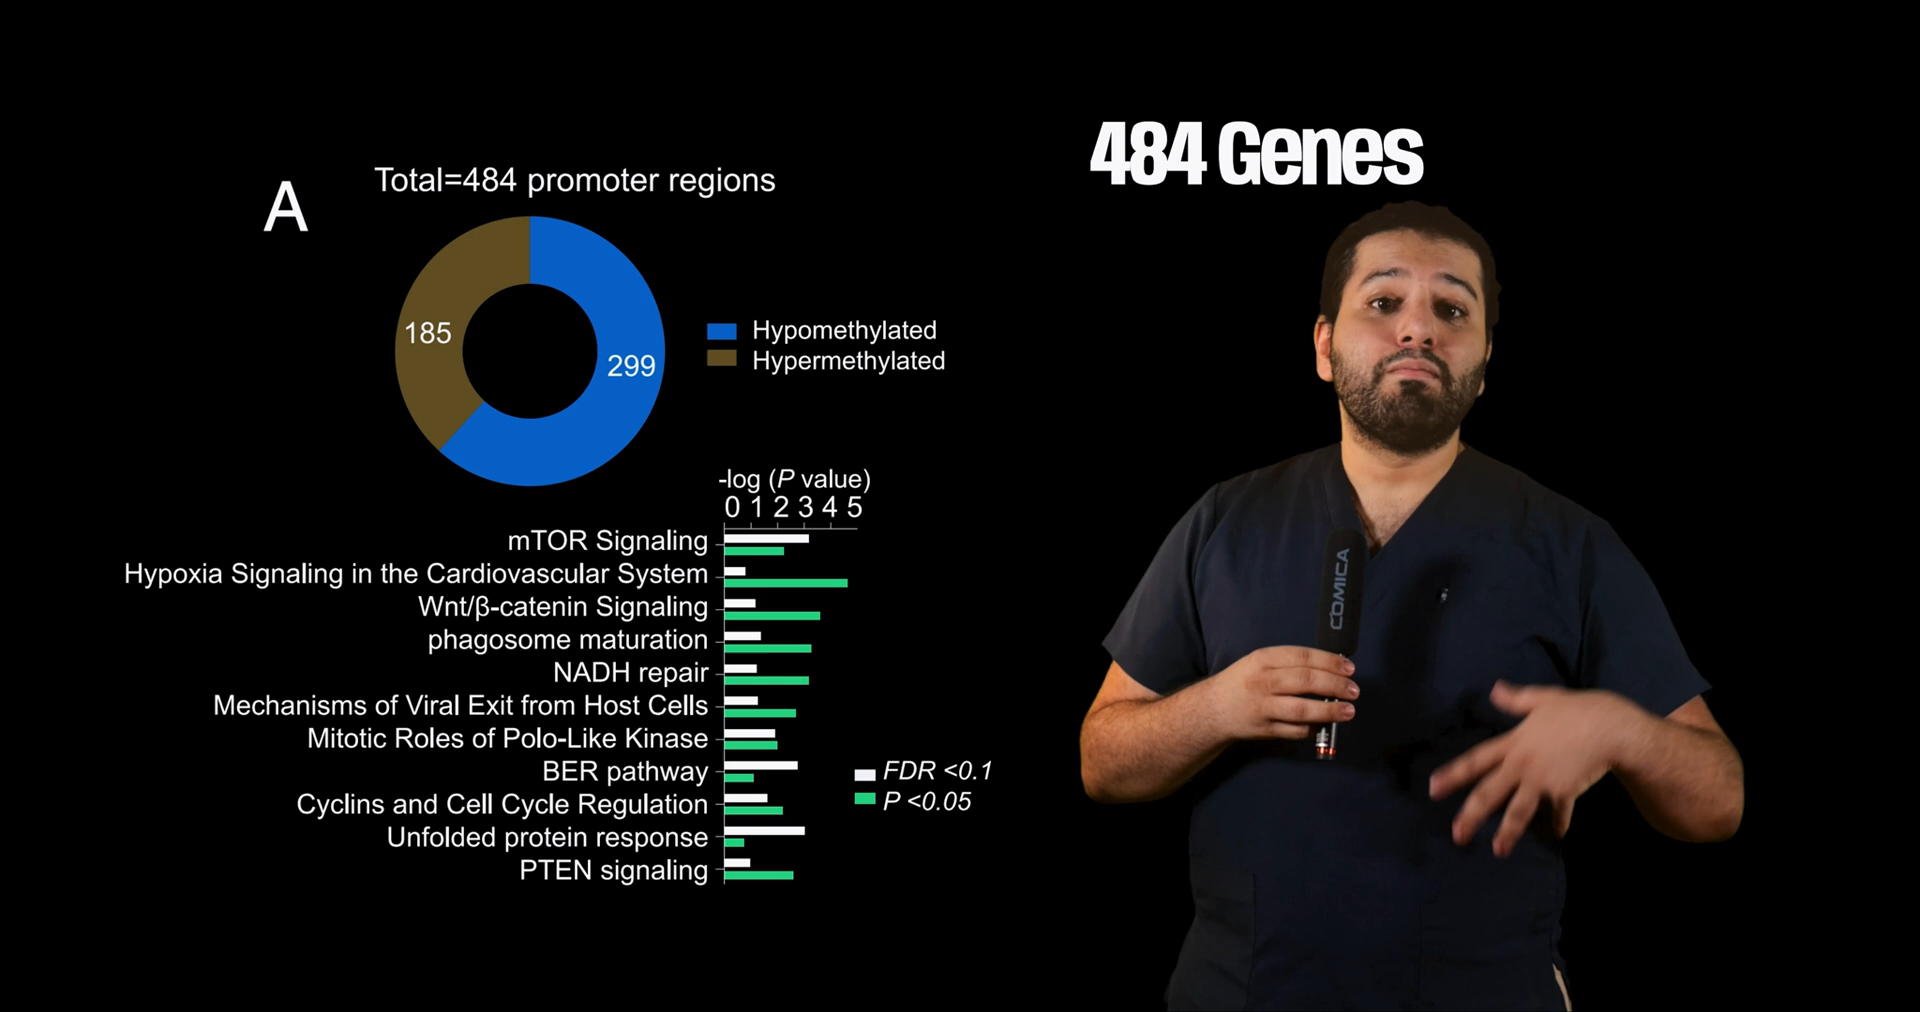 484 Genes
A
Total=484 promoter regions
185
299
Hypomethylated
Hypermethylated
-log (P value)
0 1 2 3 4 5
mTOR Signaling
Hypoxia Signaling in the Cardiovascular System
Wnt/β-catenin Signaling
phagosome maturation
NADH repair
Mechanisms of Viral Exit from Host Cells
Mitotic Roles of Polo-Like Kinase
BER pathway
Cyclins and Cell Cycle Regulation
Unfolded protein response
PTEN signaling
FDR <0.1
P <0.05
COMICA